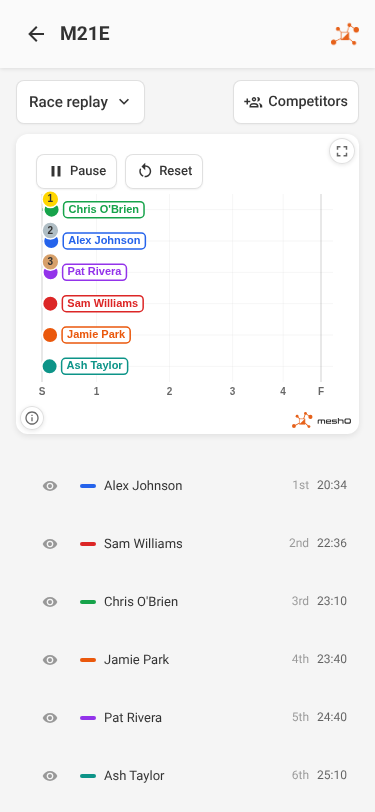 M21E
Race replay
Competitors
Pause
Reset
1
Chris O'Brien
2
Alex Johnson
3
Pat Rivera
Sam Williams
Jamie Park
Ash Taylor
S 1 2 3 4 F
meshO
Alex Johnson 1st 20:34
Sam Williams 2nd 22:36
Chris O'Brien 3rd 23:10
Jamie Park 4th 23:40
Pat Rivera 5th 24:40
Ash Taylor 6th 25:10